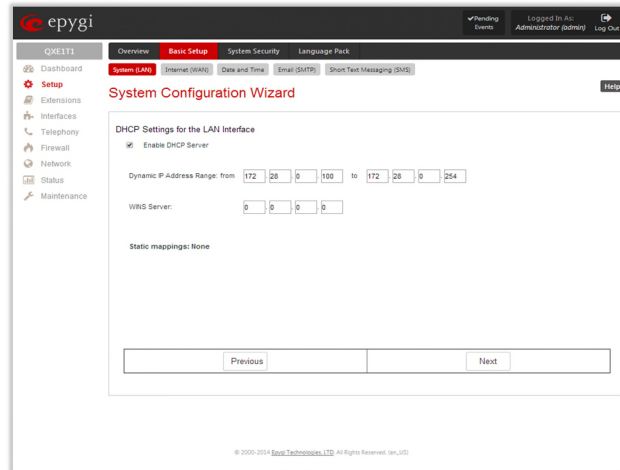 epygi
✔Pending Events
Logged In As:
Administrator (admin)
Log Out
QXE1T1
Overview Basic Setup System Security Language Pack
Dashboard
Setup
Extensions
Interfaces
Telephony
Firewall
Network
Status
Maintenance
System (LAN) Internet (WAN) Date and Time Email (SMTP) Short Text Messaging (SMS)
System Configuration Wizard
Help
DHCP Settings for the LAN Interface
Enable DHCP Server
Dynamic IP Address Range: from 172 . 28 . 0 . 100 to 172 . 28 . 0 . 254
WINS Server: 0 . 0 . 0 . 0
Static mappings: None
Previous Next
© 2000-2014 Epygi Technologies, LTD. All Rights Reserved. (en_US)